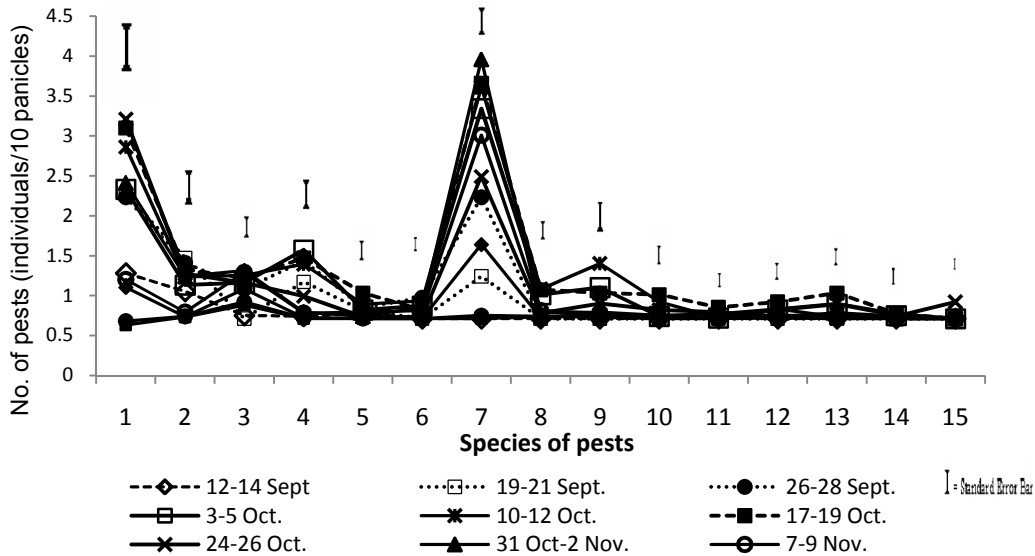 No. of pests (individuals/10 panicles)
4.5
4
3.5
3
2.5
2
1.5
1
0.5
0
1 2 3 4 5 6 7 8 9 10 11 12 13 14 15
Species of pests
12-14 Sept 19-21 Sept. 26-28 Sept.
3-5 Oct. 10-12 Oct. 17-19 Oct.
24-26 Oct. 31 Oct-2 Nov. 7-9 Nov.
= Standard Error Bar